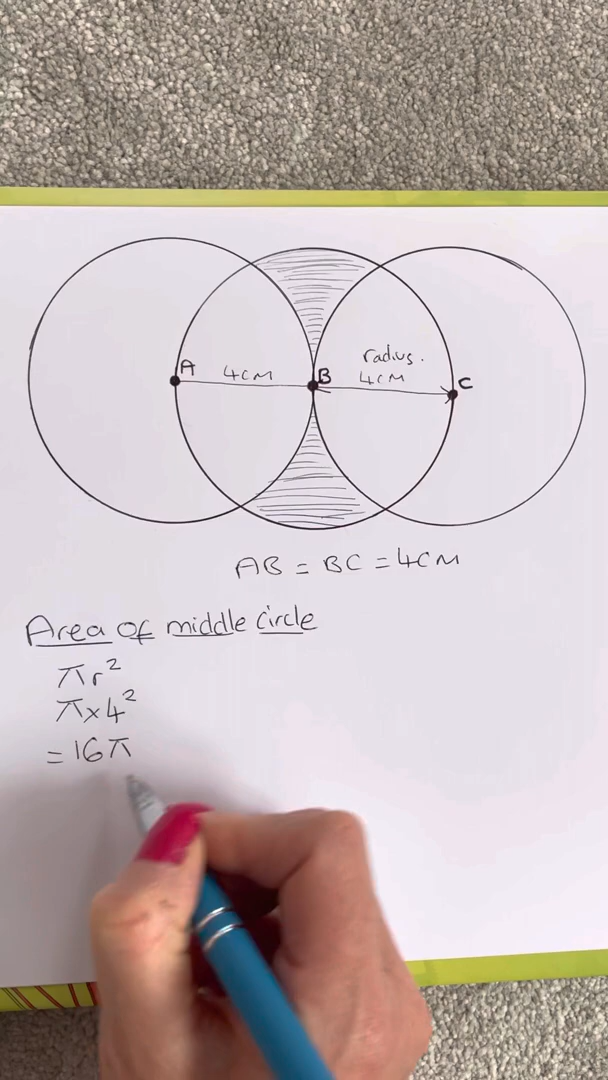 A
4cm
B
radius.
4cm
C
AB = BC = 4cm
Area of middle circle
πr²
π×4²
=16π